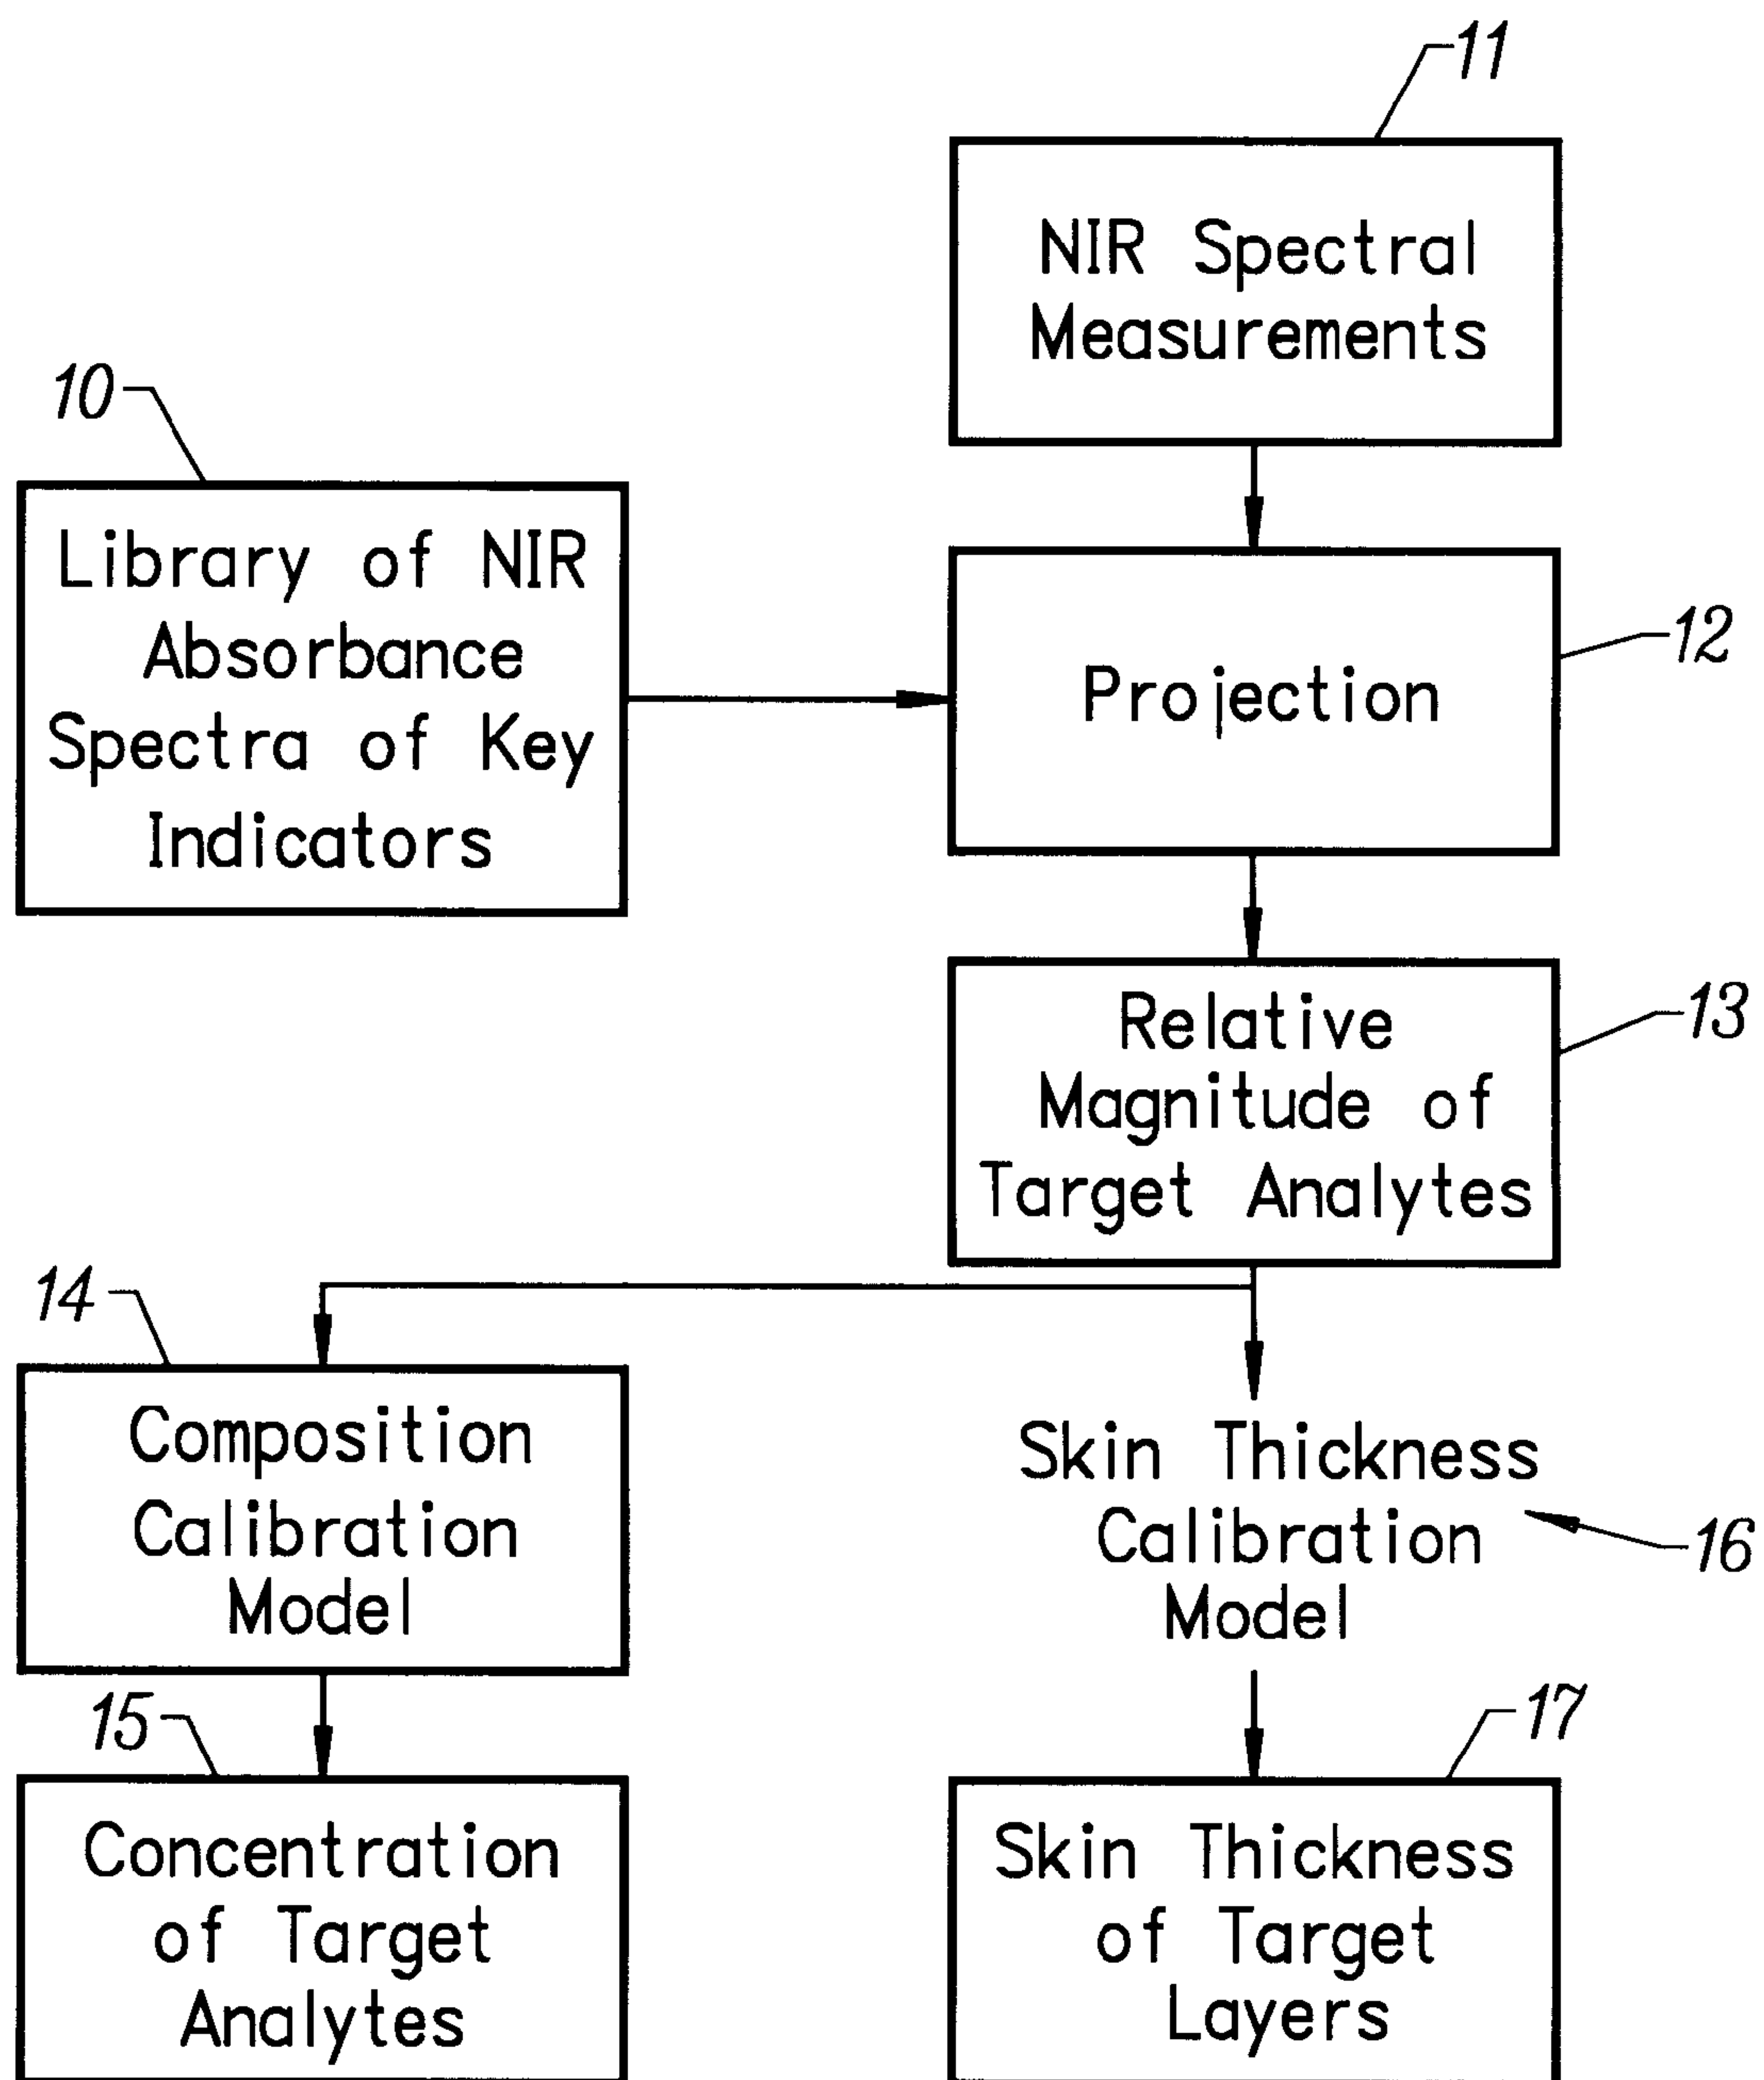 11
NIR Spectral
Measurements
10
Library of NIR
Absorbance
Spectra of Key
Indicators
12
Projection
13
Relative
Magnitude of
Target Analytes
14
Composition
Calibration
Model
Skin Thickness
Calibration
Model
16
15
Concentration
of Target
Analytes
17
Skin Thickness
of Target
Layers